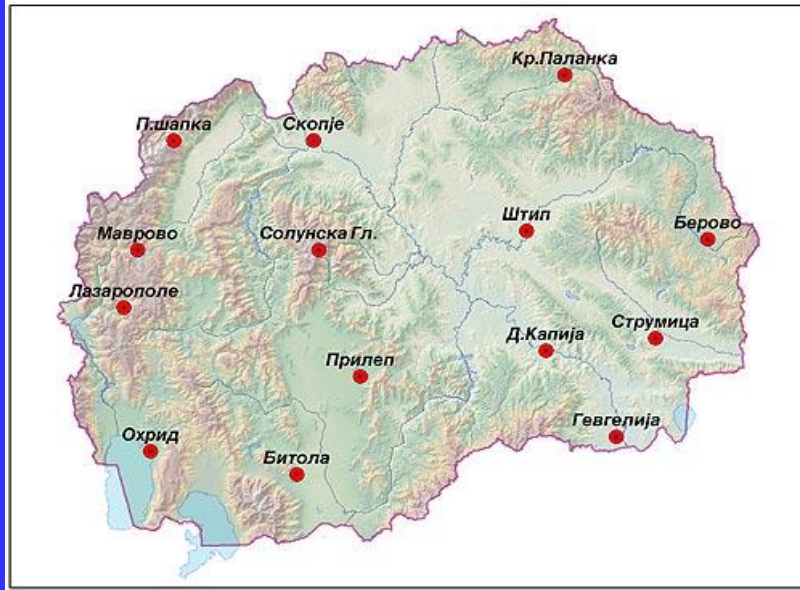 Кр.Паланка
П.шапка
Скопје
Штип
Берово
Маврово
Солунска Гл.
Лазарополе
Струмица
Д.Капија
Прилеп
Гевгелија
Охрид
Битола